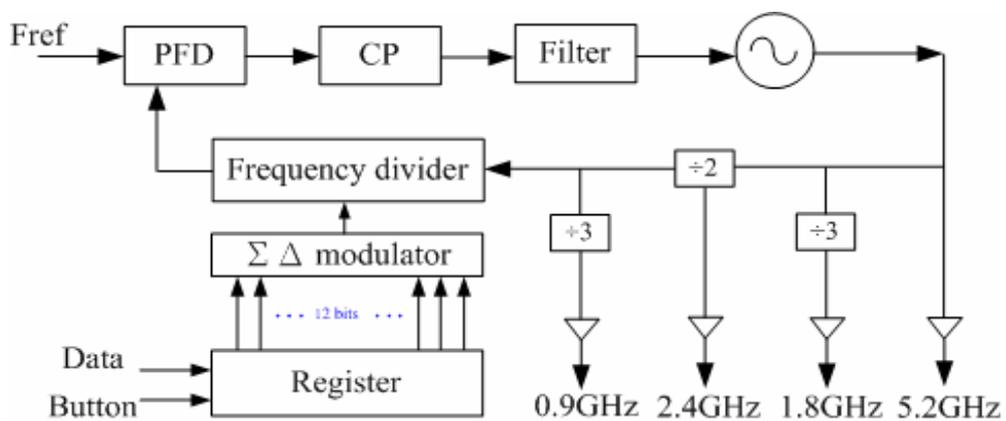 Fref
PFD
CP
Filter
Frequency divider
÷2
÷3
÷3
Σ Δ modulator
··· 12 bits ···
Data
Button
Register
0.9GHz 2.4GHz 1.8GHz 5.2GHz